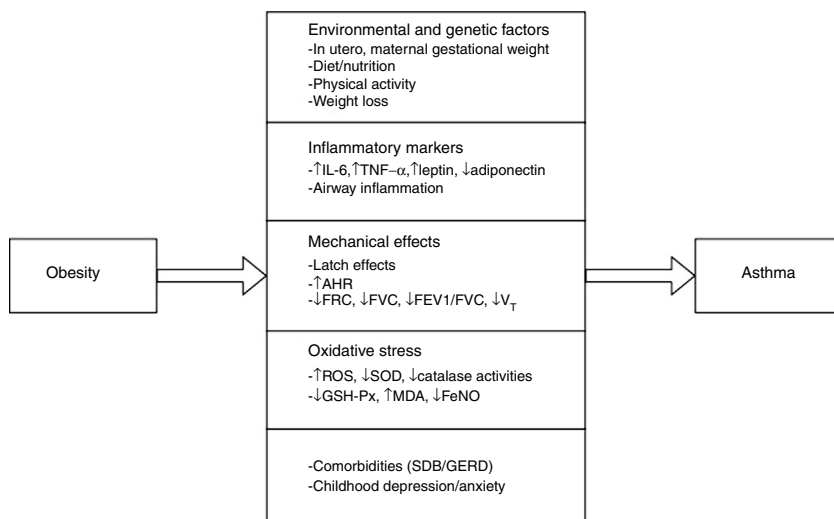 Environmental and genetic factors
-In utero, maternal gestational weight
-Diet/nutrition
-Physical activity
-Weight loss
Inflammatory markers
-↑IL-6,↑TNF–α,↑leptin, ↓adiponectin
-Airway inflammation
Obesity
Mechanical effects
-Latch effects
-↑AHR
-↓FRC, ↓FVC, ↓FEV1/FVC, ↓V_T
Asthma
Oxidative stress
-↑ROS, ↓SOD, ↓catalase activities
-↓GSH-Px, ↑MDA, ↓FeNO
-Comorbidities (SDB/GERD)
-Childhood depression/anxiety